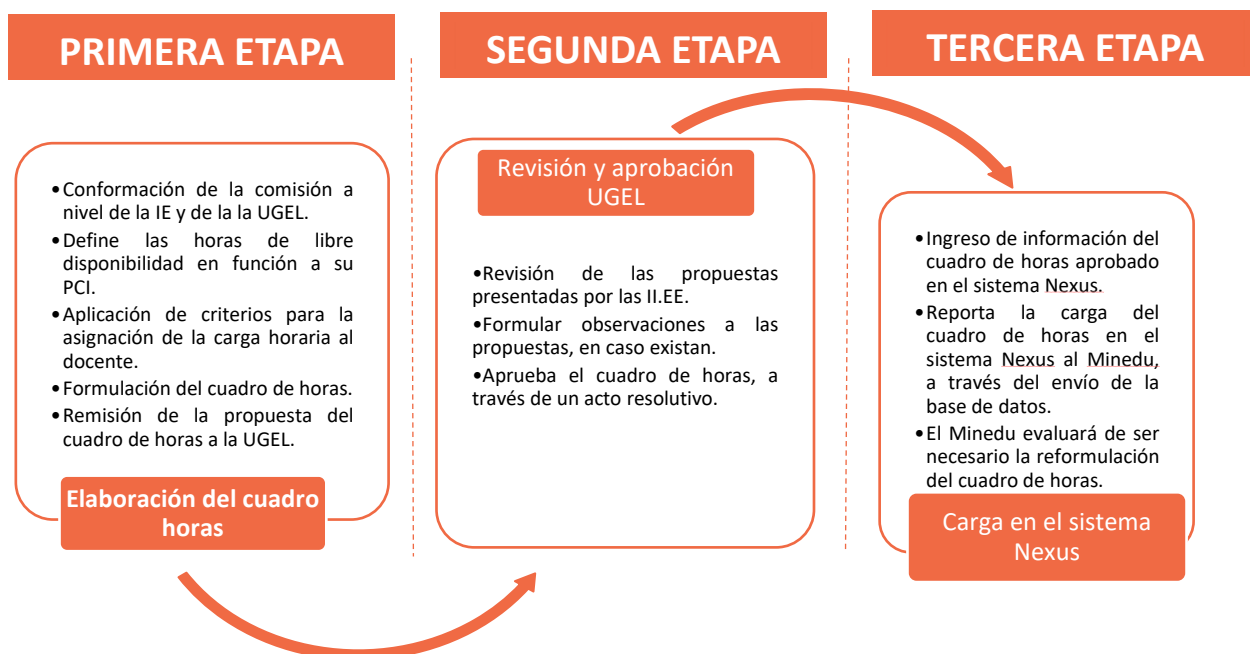 PRIMERA ETAPA
•Conformación de la comisión a
nivel de la IE y de la la UGEL.
•Define las horas de libre
disponibilidad en función a su
PCI.
•Aplicación de criterios para la
asignación de la carga horaria al
docente.
•Formulación del cuadro de horas.
•Remisión de la propuesta del
cuadro de horas a la UGEL.
Elaboración del cuadro
horas
SEGUNDA ETAPA
Revisión y aprobación
UGEL
•Revisión de las propuestas
presentadas por las II.EE.
•Formular observaciones a las
propuestas, en caso existan.
•Aprueba el cuadro de horas, a
través de un acto resolutivo.
TERCERA ETAPA
•Ingreso de información del
cuadro de horas aprobado
en el sistema Nexus.
•Reporta la carga del
cuadro de horas en el
sistema Nexus al Minedu,
a través del envío de la
base de datos.
•El Minedu evaluará de ser
necesario la reformulación
del cuadro de horas.
Carga en el sistema
Nexus